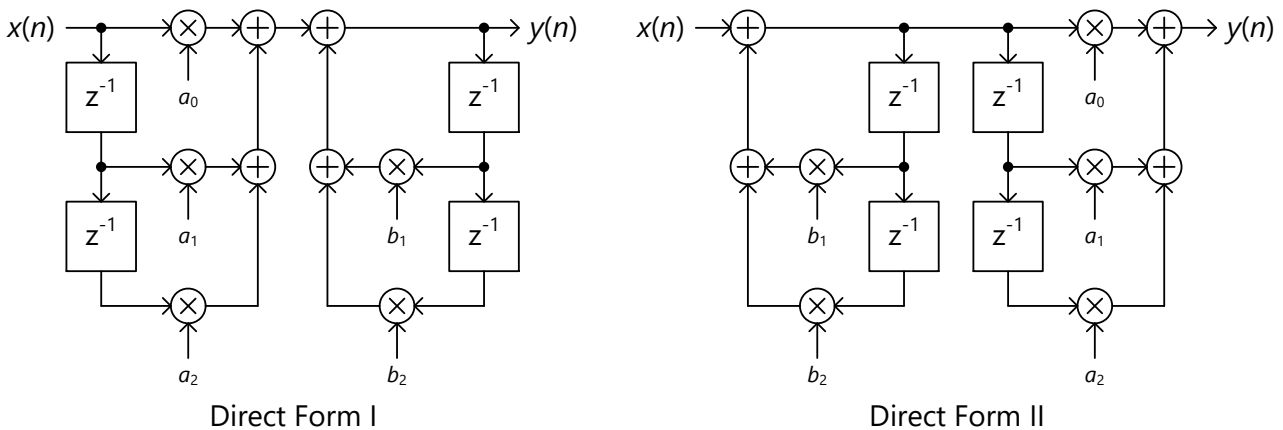 x(n) y(n) x(n) y(n)
z⁻¹ a₀ z⁻¹ z⁻¹ z⁻¹ a₀
z⁻¹ a₁ b₁ z⁻¹ b₁ z⁻¹ z⁻¹ a₁
a₂ b₂ b₂ a₂
Direct Form I Direct Form II